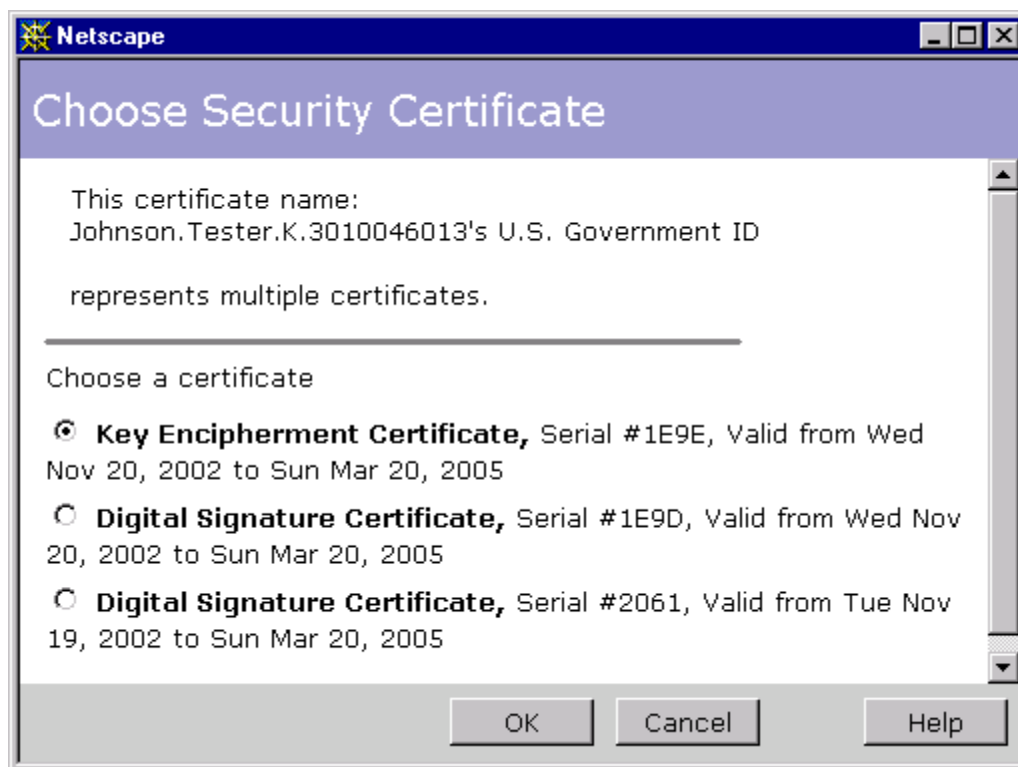 Netscape
Choose Security Certificate
This certificate name:
Johnson.Tester.K.3010046013's U.S. Government ID
represents multiple certificates.
Choose a certificate
Key Encipherment Certificate, Serial #1E9E, Valid from Wed
Nov 20, 2002 to Sun Mar 20, 2005
Digital Signature Certificate, Serial #1E9D, Valid from Wed Nov
20, 2002 to Sun Mar 20, 2005
Digital Signature Certificate, Serial #2061, Valid from Tue Nov
19, 2002 to Sun Mar 20, 2005
OK Cancel Help